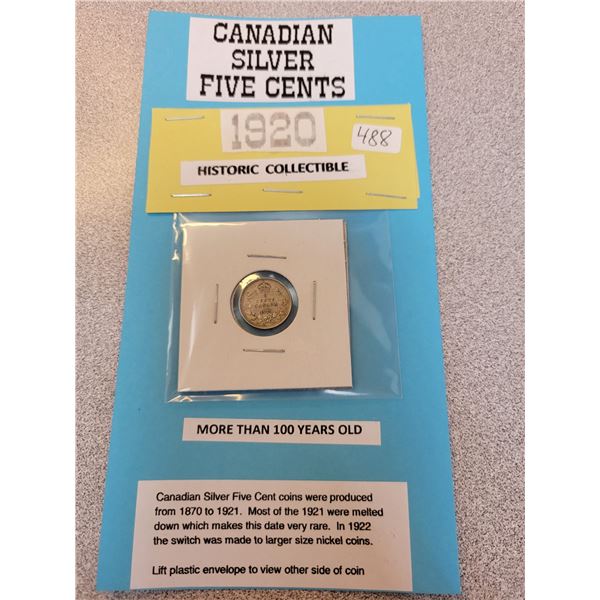 CANADIAN
SILVER
FIVE CENTS
1920
488
HISTORIC COLLECTIBLE
MORE THAN 100 YEARS OLD
Canadian Silver Five Cent coins were produced
from 1870 to 1921. Most of the 1921 were melted
down which makes this date very rare. In 1922
the switch was made to larger size nickel coins.
Lift plastic envelope to view other side of coin